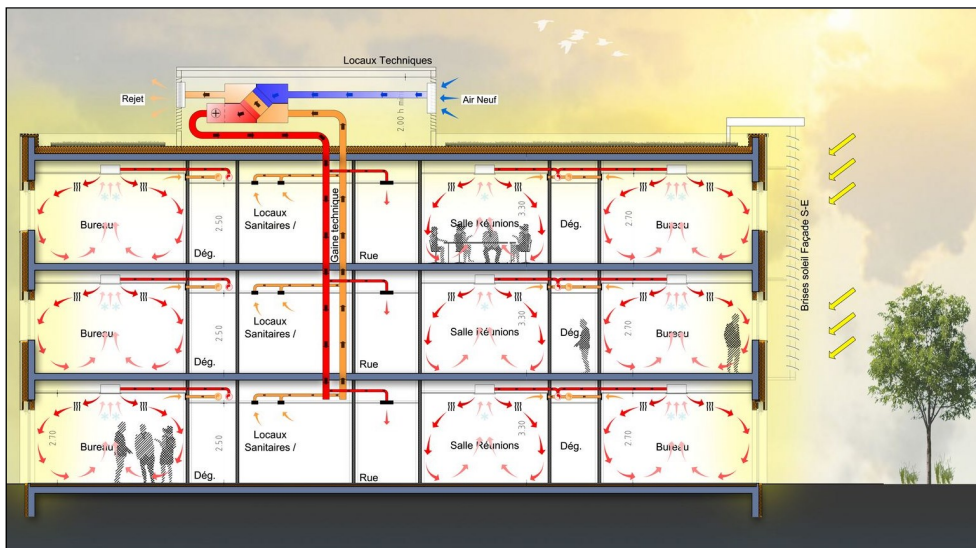 Locaux Techniques
Rejet
Air Neuf
Bureau
2.50
Dég.
Locaux
Sanitaires /
Gaine technique
Rue
Salle Réunions
3.30
Dég.
2.70
Bureau
Brises soleil Façade S-E
Bureau
2.50
Dég.
Locaux
Sanitaires /
Rue
Salle Réunions
3.30
Dég.
2.70
Bureau
2.70
Bureau
2.50
Dég.
Locaux
Sanitaires /
Rue
Salle Réunions
3.30
Dég.
2.70
Bureau